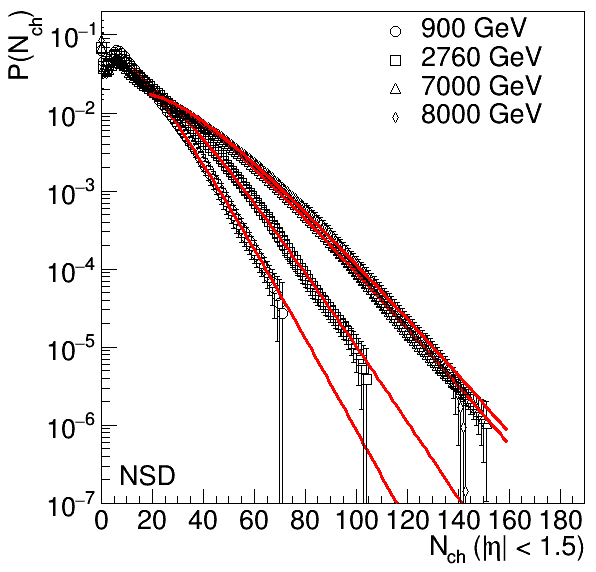 P(N_ch)
10^−1
10^−2
10^−3
10^−4
10^−5
10^−6
10^−7
900 GeV
2760 GeV
7000 GeV
8000 GeV
NSD
0 20 40 60 80 100 120 140 160 180
N_ch (|η| < 1.5)